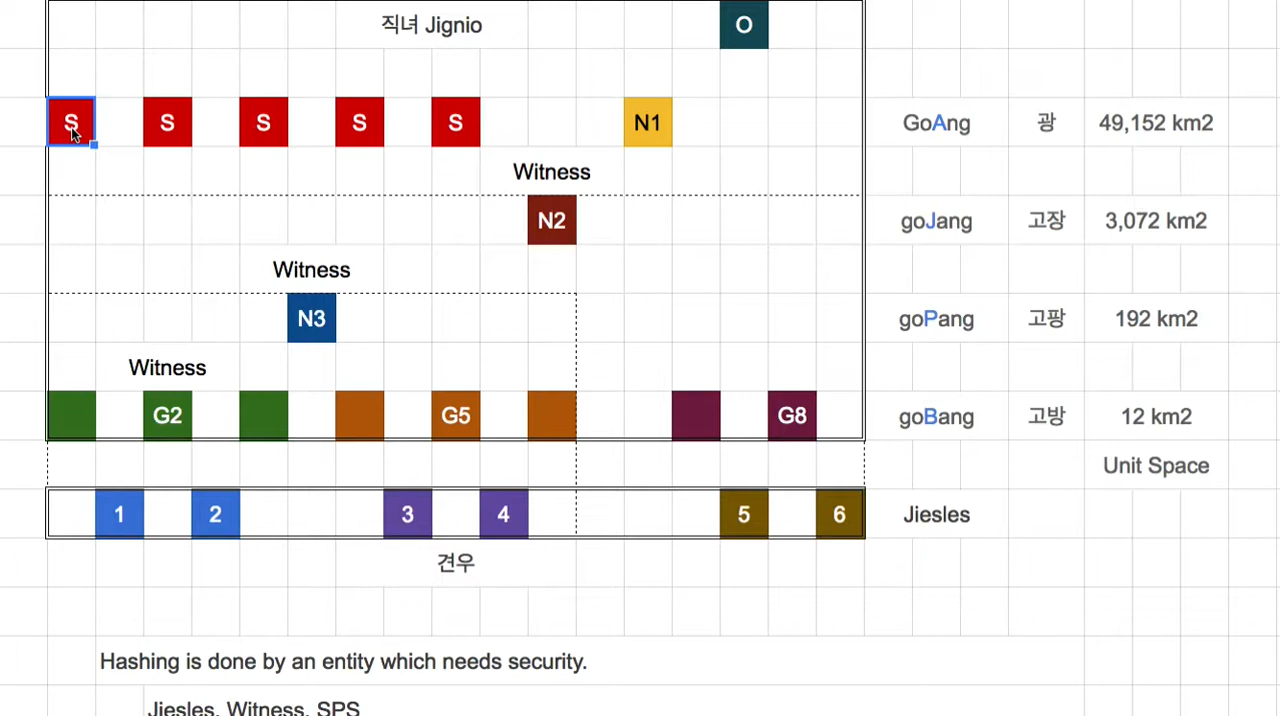 직녀 Jignio O
S S S S S N1 GoAng 광 49,152 km2
Witness
N2 goJang 고장 3,072 km2
Witness
N3 goPang 고팡 192 km2
Witness
G2 G5 G8 goBang 고방 12 km2
Unit Space
1 2 3 4 5 6 Jiesles
견우
Hashing is done by an entity which needs security.
Jiesles, Witness, SPS